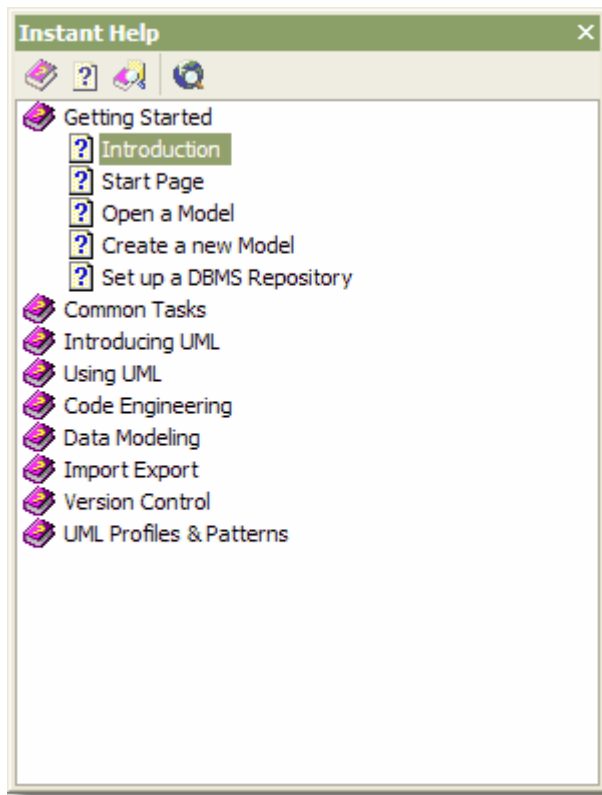 Instant Help
Getting Started
Introduction
Start Page
Open a Model
Create a new Model
Set up a DBMS Repository
Common Tasks
Introducing UML
Using UML
Code Engineering
Data Modeling
Import Export
Version Control
UML Profiles & Patterns